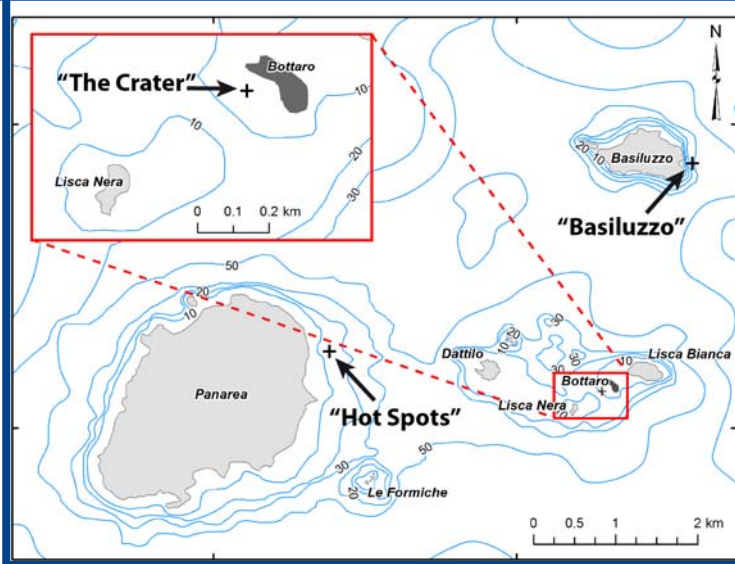 N
Bottaro
"The Crater"
10
10
20
30
Lisca Nera
0 0.1 0.2 km
20
10
Basiluzzo
"Basiluzzo"
50
20
10
30
20
10
30
30
10
Dattilo
Lisca Bianca
Bottaro
Panarea
Lisca Nera
10
"Hot Spots"
50
30
20
Le Formiche
0 0.5 1 2 km